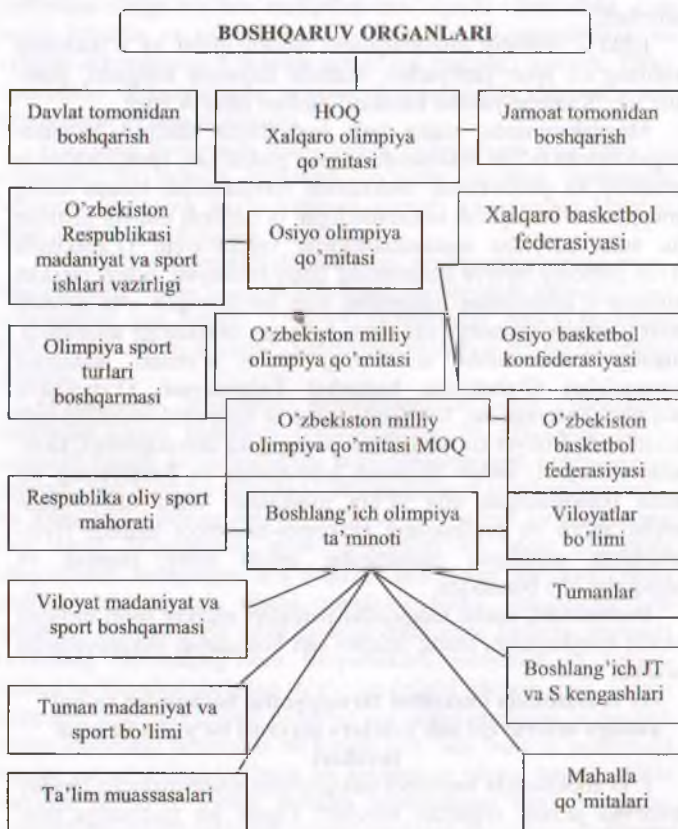 BOSHQARUV ORGANLARI
Davlat tomonidan
boshqarish
HOQ
Xalqaro olimpiya
qo’mitasi
Jamoat tomonidan
boshqarish
O’zbekiston
Respublikasi
madaniyat va sport
ishlari vazirligi
Osiyo olimpiya
qo’mitasi
Xalqaro basketbol
federasiyasi
Olimpiya sport
turlari
boshqarmasi
O’zbekiston milliy
olimpiya qo’mitasi
Osiyo basketbol
konfederasiyasi
O’zbekiston milliy
olimpiya qo’mitasi MOQ
O’zbekiston
basketbol
federasiyasi
Respublika oliy sport
mahorati
Boshlang’ich olimpiya
ta’minoti
Viloyatlar
bo’limi
Viloyat madaniyat va
sport boshqarmasi
Tumanlar
Tuman madaniyat va
sport bo’limi
Boshlang’ich JT
va S kengashlari
Ta’lim muassasalari
Mahalla
qo’mitalari